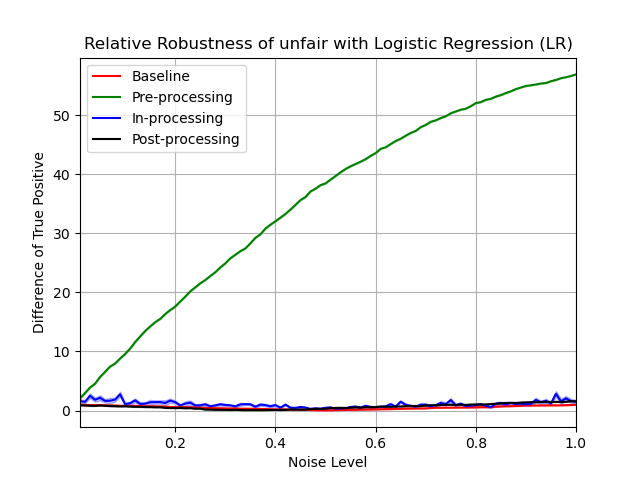 Relative Robustness of unfair with Logistic Regression (LR)
Baseline
Pre-processing
In-processing
Post-processing
Difference of True Positive
50
40
30
20
10
0
0.2 0.4 0.6 0.8 1.0
Noise Level